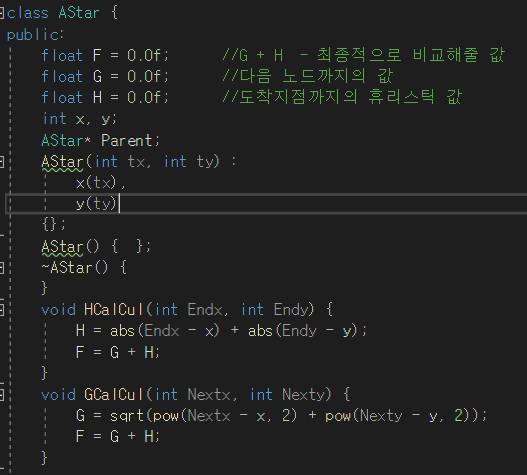 class AStar {
public:
float F = 0.0f; //G + H - 최종적으로 비교해줄 값
float G = 0.0f; //다음 노드까지의 값
float H = 0.0f; //도착지점까지의 휴리스틱 값
int x, y;
AStar* Parent;
AStar(int tx, int ty) :
x(tx),
y(ty)
{};
AStar() { };
~AStar() {
}
void HCalCul(int Endx, int Endy) {
H = abs(Endx - x) + abs(Endy - y);
F = G + H;
}
void GCalCul(int Nextx, int Nexty) {
G = sqrt(pow(Nextx - x, 2) + pow(Nexty - y, 2));
F = G + H;
}